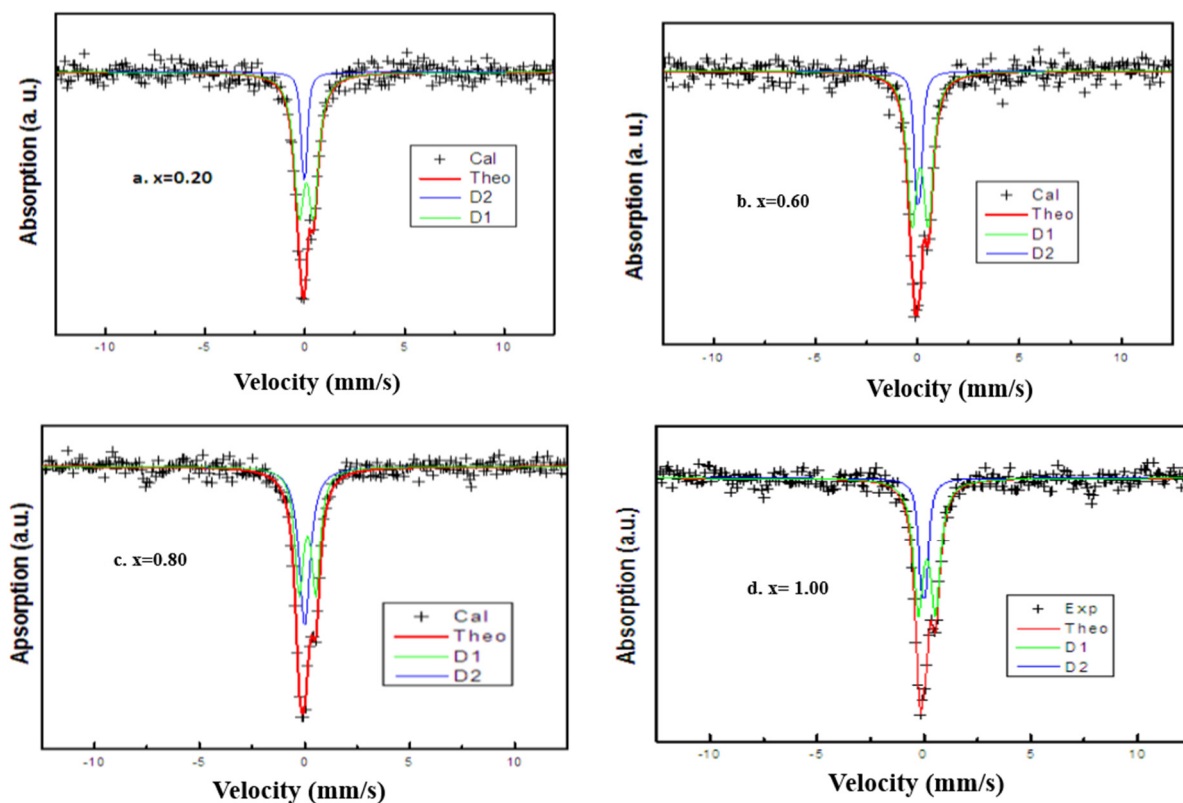 Absorption (a. u.)
a. x=0.20
Cal
Theo
D2
D1
-10 -5 0 5 10
Velocity (mm/s)
Absorption (a. u.)
b. x=0.60
Cal
Theo
D1
D2
-10 -5 0 5 10
Velocity (mm/s)
Apsorption (a.u.)
c. x=0.80
Cal
Theo
D1
D2
-10 -5 0 5 10
Velocity (mm/s)
Absorption (a.u.)
d. x= 1.00
Exp
Theo
D1
D2
-10 -5 0 5 10
Velocity (mm/s)